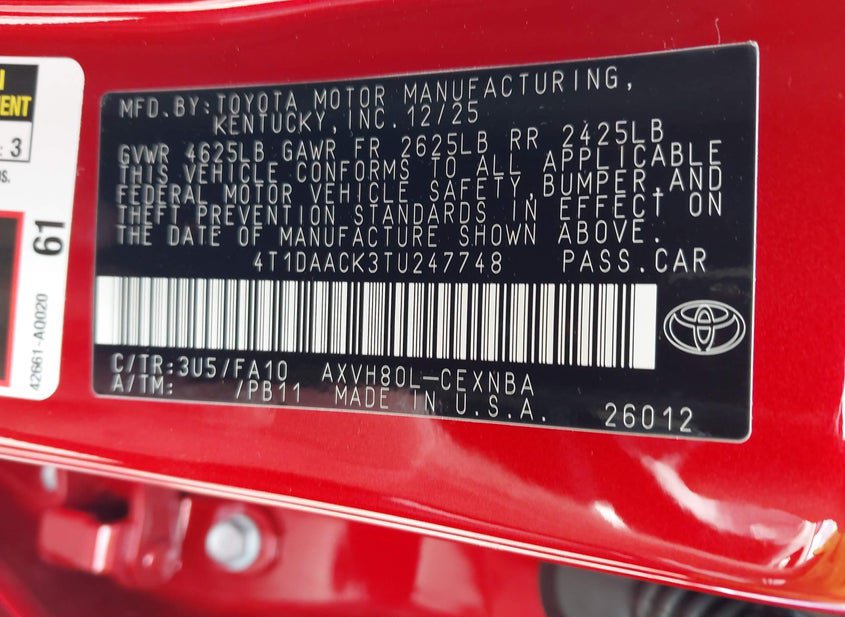 MFD.BY:TOYOTA MOTOR MANUFACTURING,
KENTUCKY,INC.12/25
GVWR 4625LB GAWR FR 2625LB RR 2425LB
THIS VEHICLE CONFORMS TO ALL APPLICABLE
FEDERAL MOTOR VEHICLE SAFETY,BUMPER,AND
THEFT PREVENTION STANDARDS IN EFFECT ON
THE DATE OF MANUFACTURE SHOWN ABOVE.
4T1DAACK3TU247748 PASS.CAR
C/TR:3U5/FA10 AXVH80L-CEXNBA
A/TM: /PB11 MADE IN U.S.A.
26012
: 3
61
42661-A0020